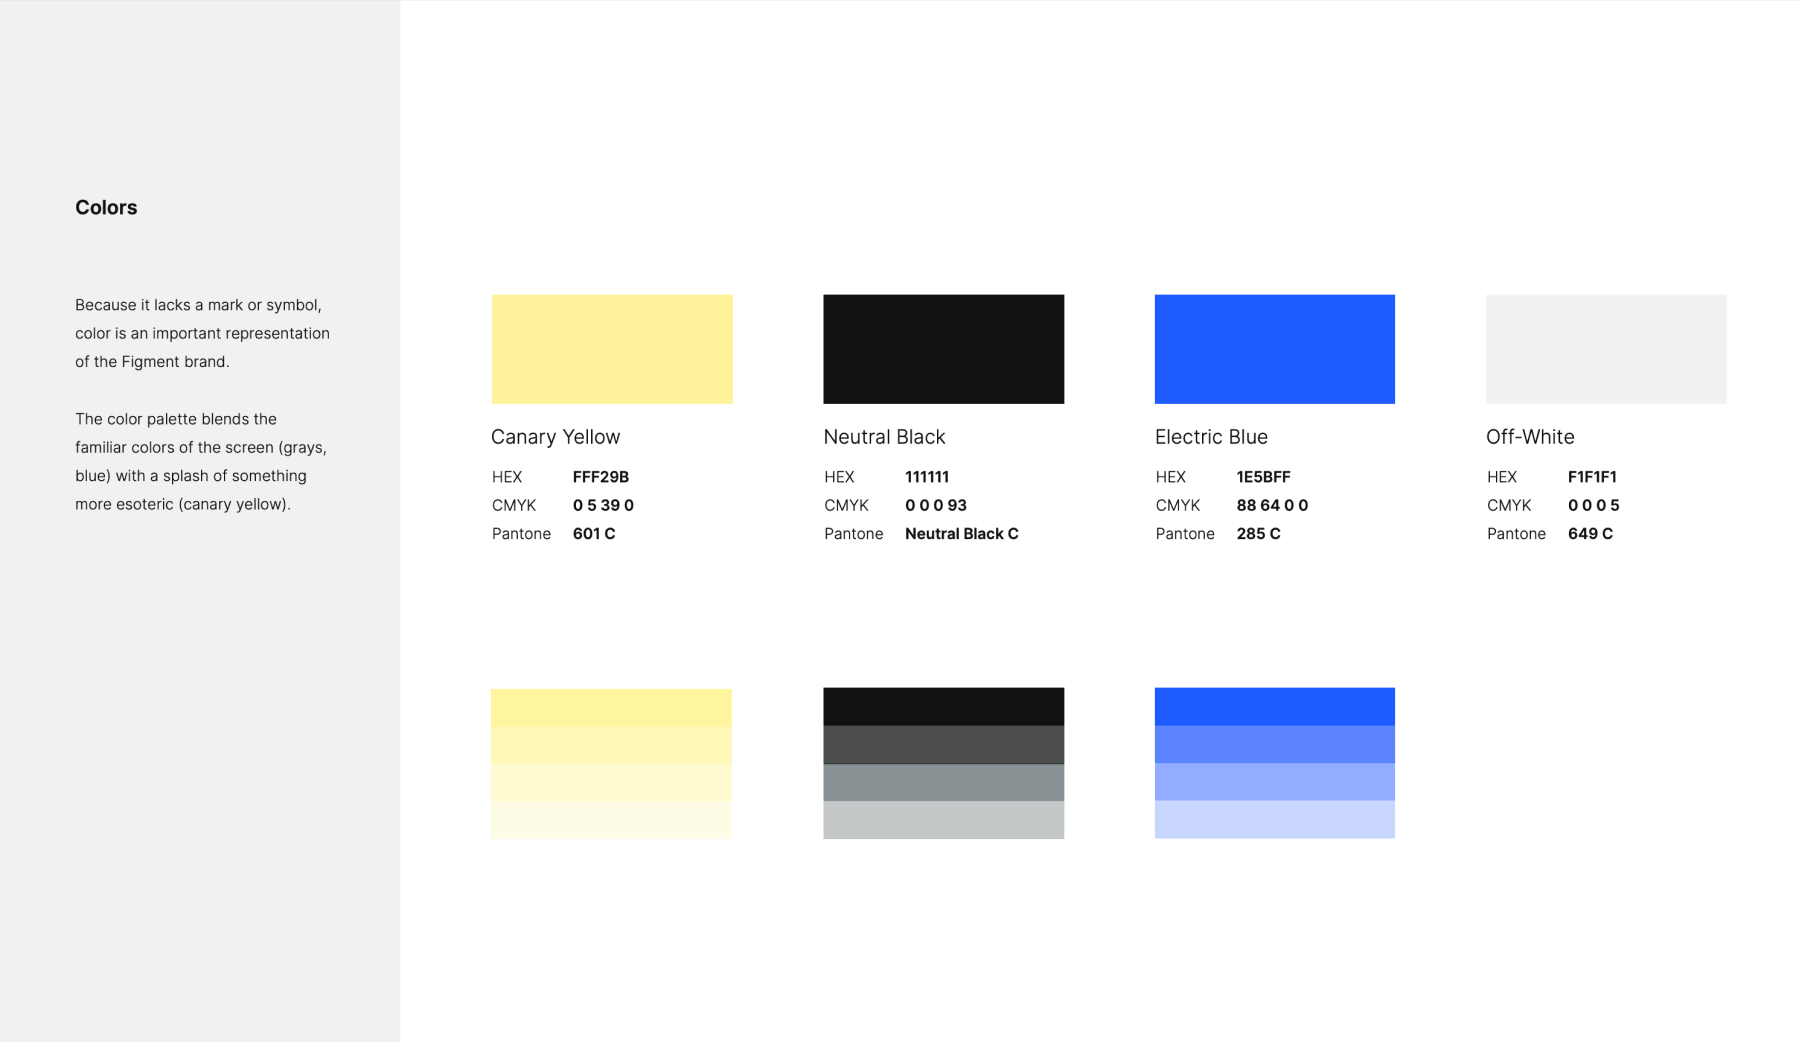 Colors
Because it lacks a mark or symbol,
color is an important representation
of the Figment brand.
The color palette blends the
familiar colors of the screen (grays,
blue) with a splash of something
more esoteric (canary yellow).
Canary Yellow
HEX FFF29B
CMYK 0 5 39 0
Pantone 601 C
Neutral Black
HEX 111111
CMYK 0 0 0 93
Pantone Neutral Black C
Electric Blue
HEX 1E5BFF
CMYK 88 64 0 0
Pantone 285 C
Off-White
HEX F1F1F1
CMYK 0 0 0 5
Pantone 649 C